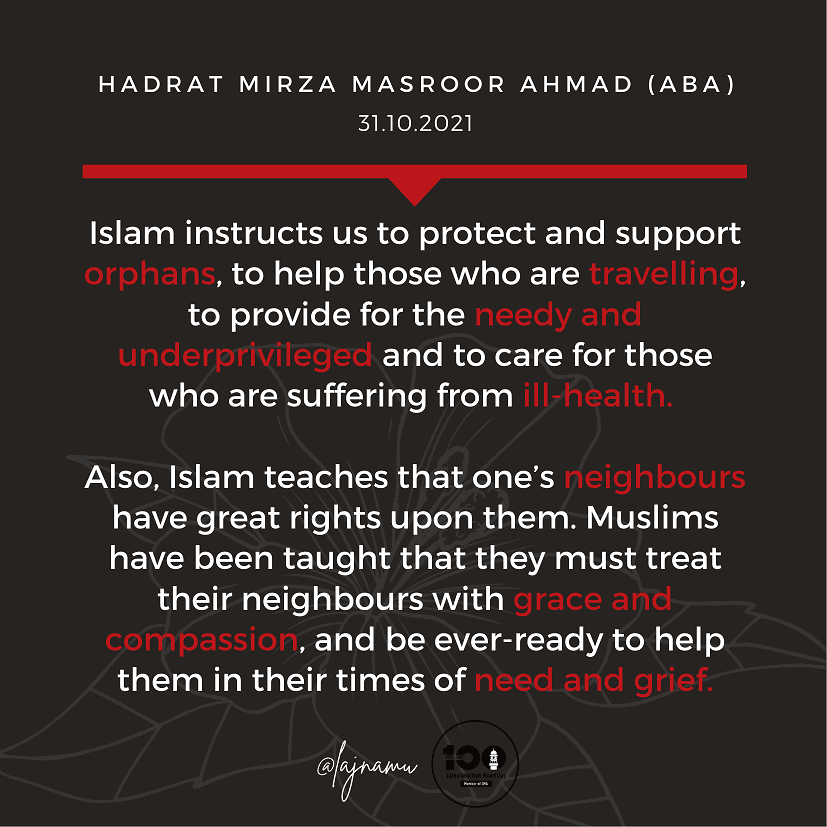 HADRAT MIRZA MASROOR AHMAD (ABA)
31.10.2021
Islam instructs us to protect and support
orphans, to help those who are travelling,
to provide for the needy and
underprivileged and to care for those
who are suffering from ill-health.
Also, Islam teaches that one’s neighbours
have great rights upon them. Muslims
have been taught that they must treat
their neighbours with grace and
compassion, and be ever-ready to help
them in their times of need and grief.
@lajnamu
100